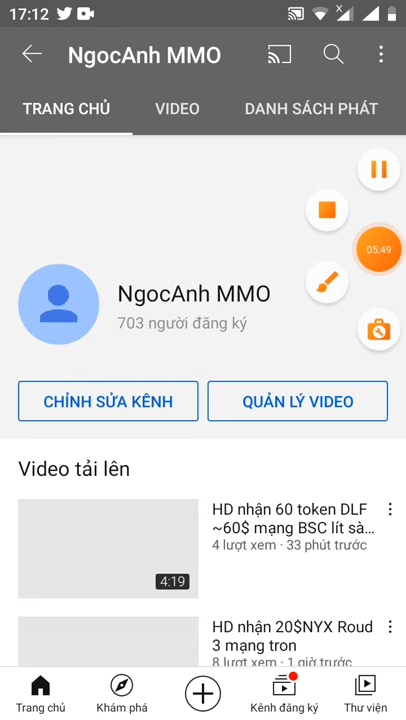 17:12
NgocAnh MMO
TRANG CHỦ VIDEO DANH SÁCH PHÁT
05:49
NgocAnh MMO
703 người đăng ký
CHỈNH SỬA KÊNH QUẢN LÝ VIDEO
Video tải lên
HD nhận 60 token DLF
~60$ mạng BSC lít sà...
4 lượt xem · 33 phút trước
4:19
HD nhận 20$NYX Roud
3 mạng tron
8 lượt xem · 1 giờ trước
Trang chủ Khám phá Kênh đăng ký Thư viện